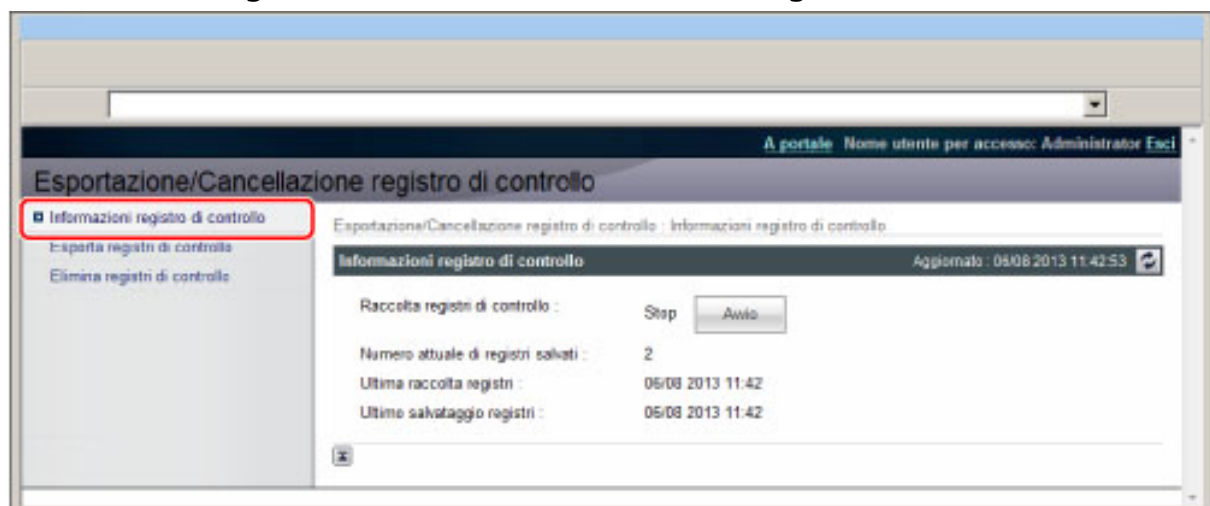 A portale Nome utente per accesso: Administrator Esci
Esportazione/Cancellazione registro di controllo
Informazioni registro di controllo
Esporta registri di controllo
Elimina registri di controllo
Esportazione/Cancellazione registro di controllo : Informazioni registro di controllo
Informazioni registro di controllo Aggiornato : 06/08 2013 11:42:53
Raccolta registri di controllo : Stop Avvio
Numero attuale di registri salvati : 2
Ultima raccolta registri : 06/08 2013 11:42
Ultimo salvataggio registri : 06/08 2013 11:42